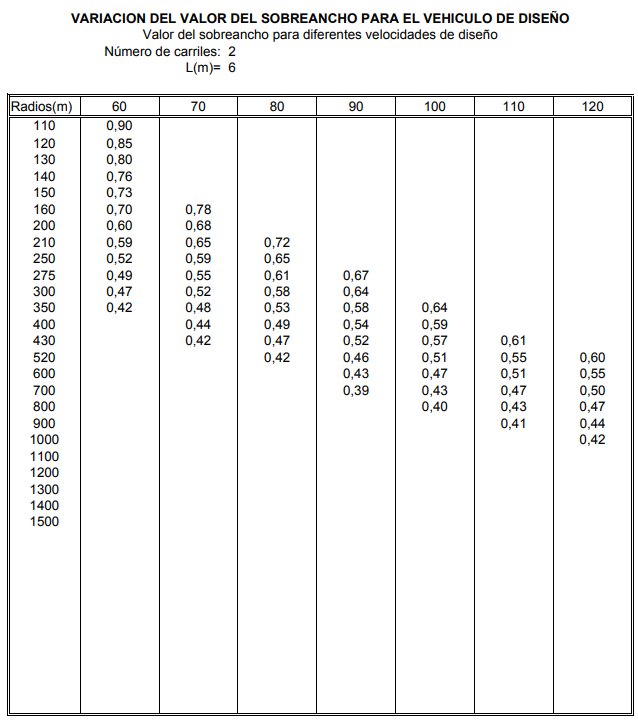 VARIACION DEL VALOR DEL SOBREANCHO PARA EL VEHICULO DE DISEÑO
Valor del sobreancho para diferentes velocidades de diseño
Número de carriles: 2
L(m)= 6
Radios(m) 60 70 80 90 100 110 120
110 0,90
120 0,85
130 0,80
140 0,76
150 0,73
160 0,70 0,78
200 0,60 0,68
210 0,59 0,65 0,72
250 0,52 0,59 0,65
275 0,49 0,55 0,61 0,67
300 0,47 0,52 0,58 0,64
350 0,42 0,48 0,53 0,58 0,64
400 0,44 0,49 0,54 0,59
430 0,42 0,47 0,52 0,57 0,61
520 0,42 0,46 0,51 0,55 0,60
600 0,43 0,47 0,51 0,55
700 0,39 0,43 0,47 0,50
800 0,40 0,43 0,47
900 0,41 0,44
1000 0,42
1100
1200
1300
1400
1500